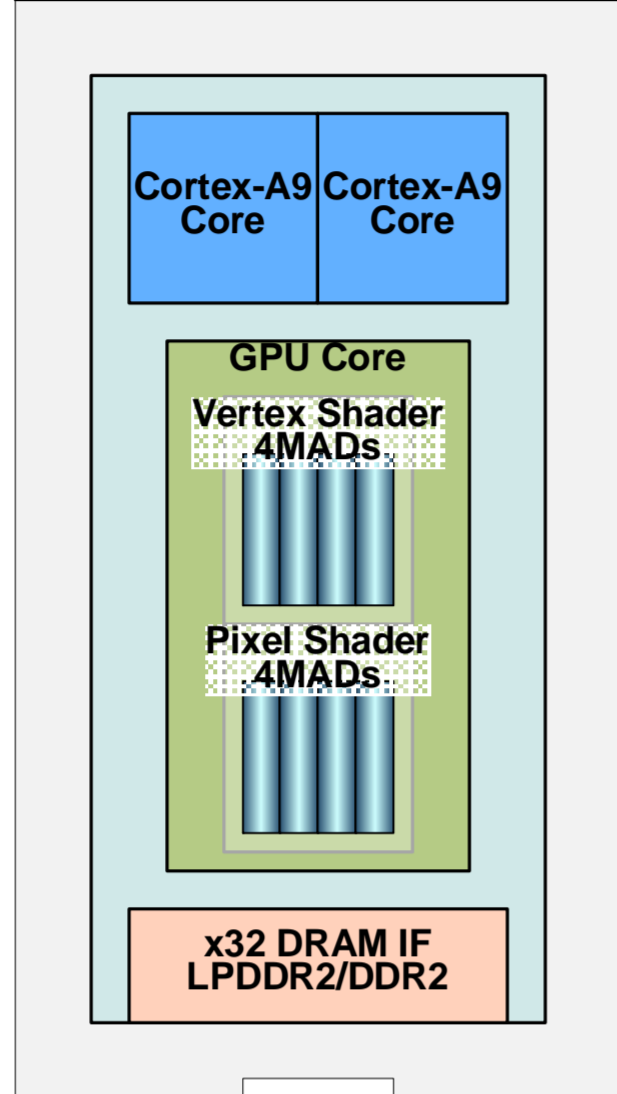 Cortex-A9 Core
Cortex-A9 Core
GPU Core
Vertex Shader
4MADs
Pixel Shader
4MADs
x32 DRAM IF
LPDDR2/DDR2